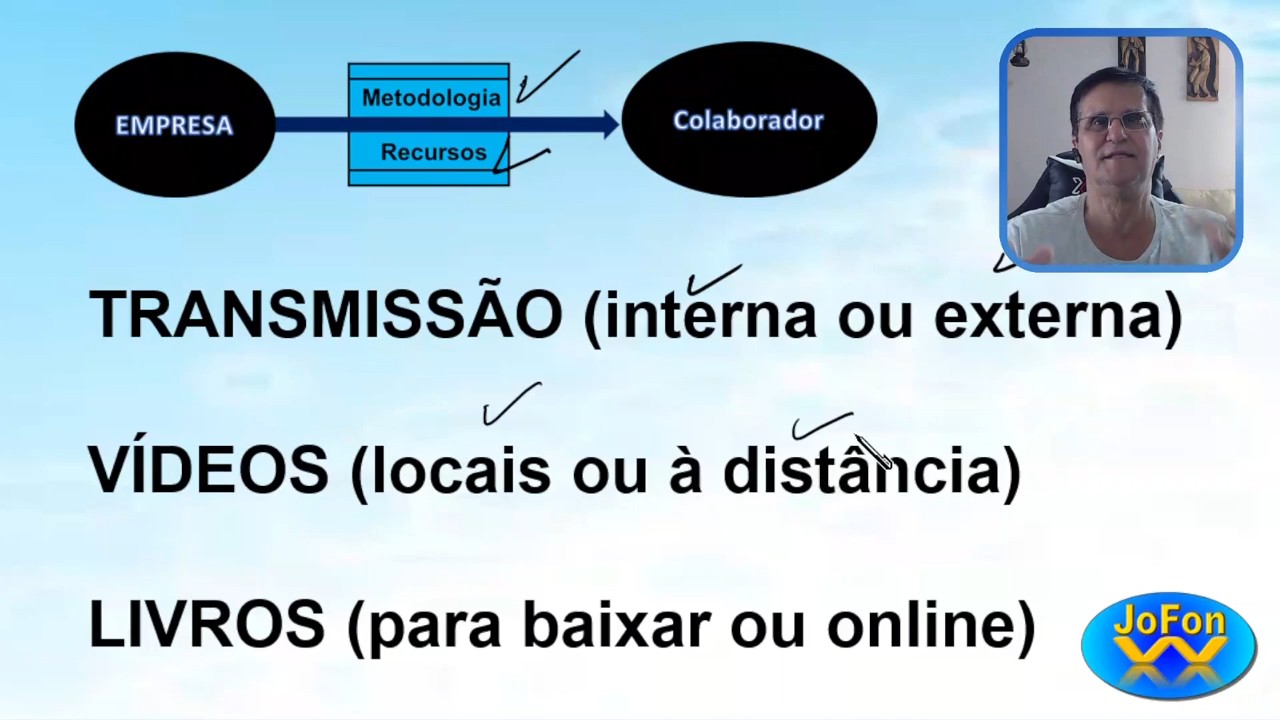 EMPRESA
Metodologia
Recursos
Colaborador
TRANSMISSÃO (interna ou externa)
VÍDEOS (locais ou à distância)
LIVROS (para baixar ou online)
JoFon